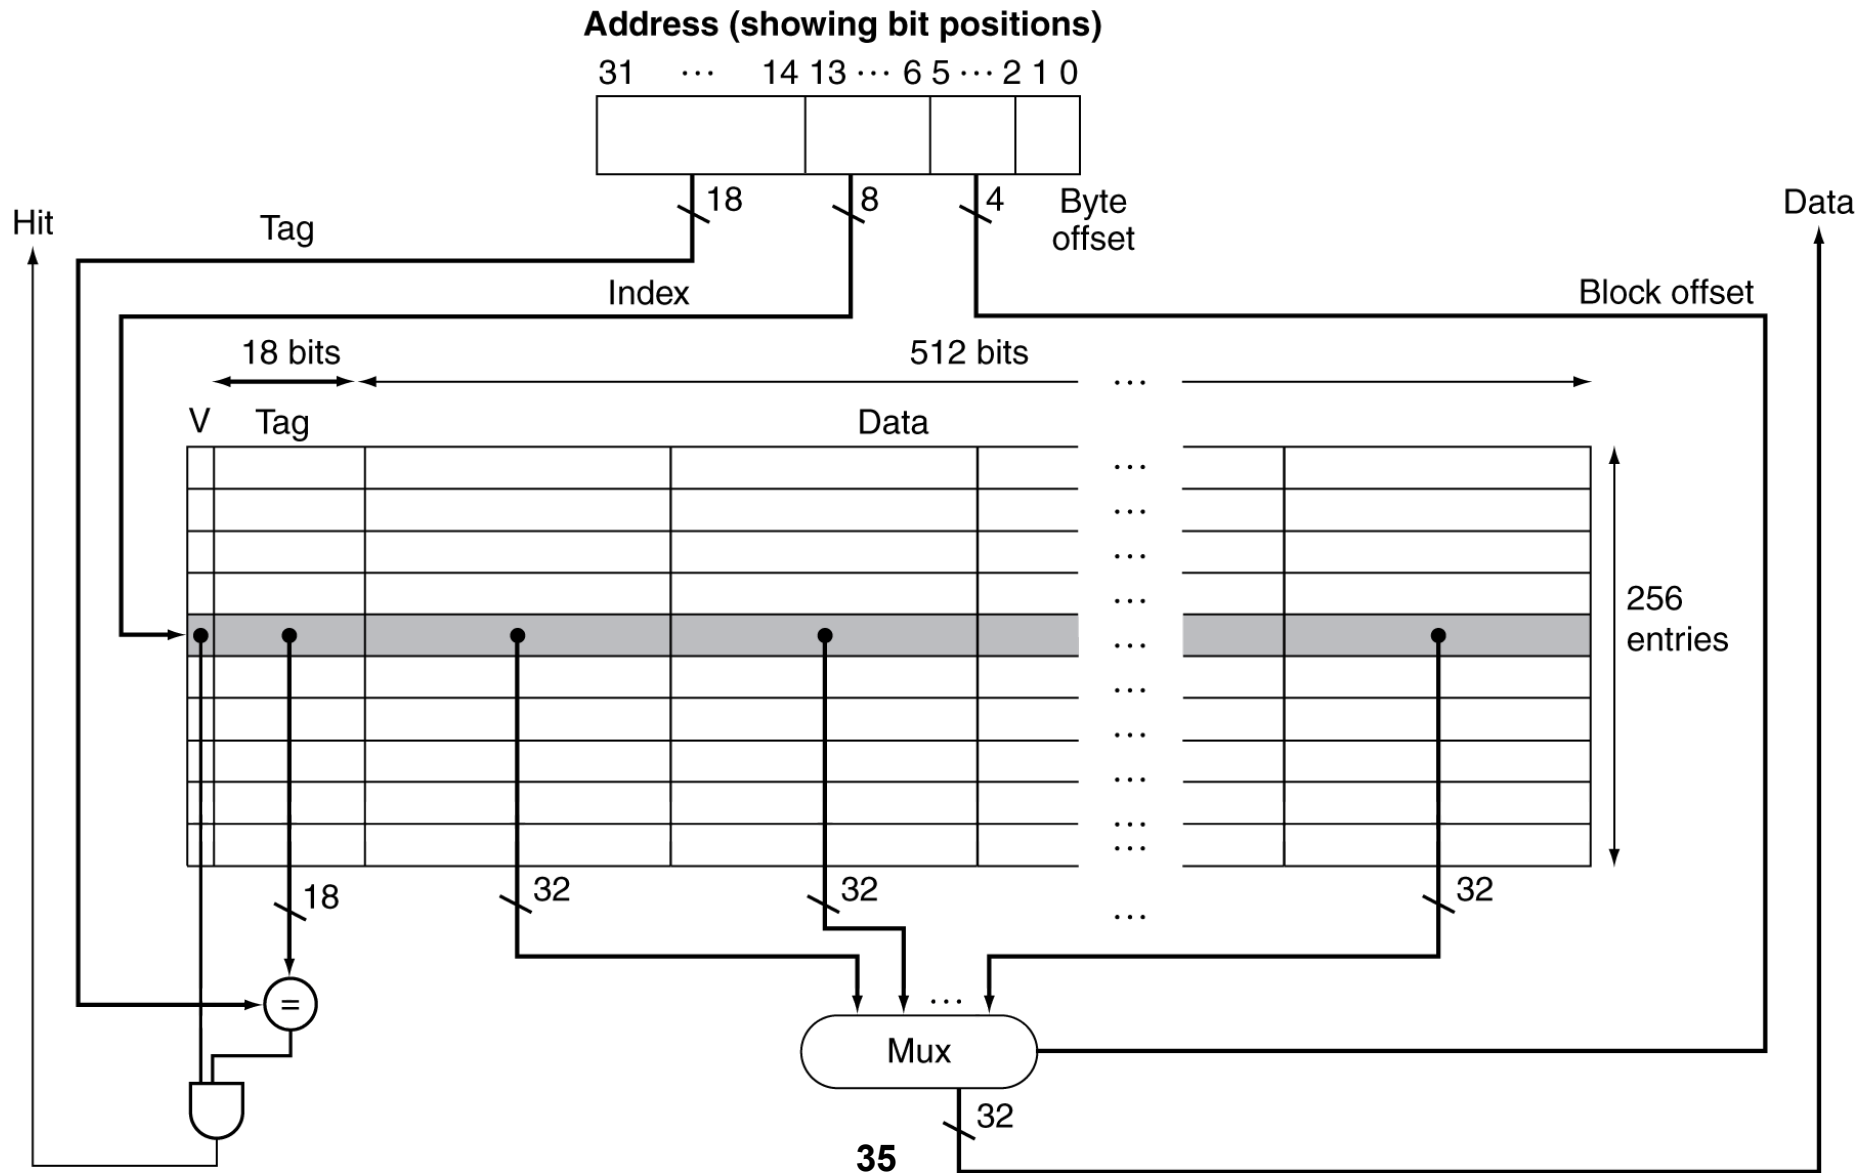 Address (showing bit positions)
31 ... 14 13 ... 6 5 ... 2 1 0
18 8 4 Byte offset
Hit
Tag
Data
Index
Block offset
18 bits
512 bits
...
V Tag Data
...
...
...
...
...
...
...
...
...
...
256 entries
18
32
32
...
32
=
...
Mux
32
35